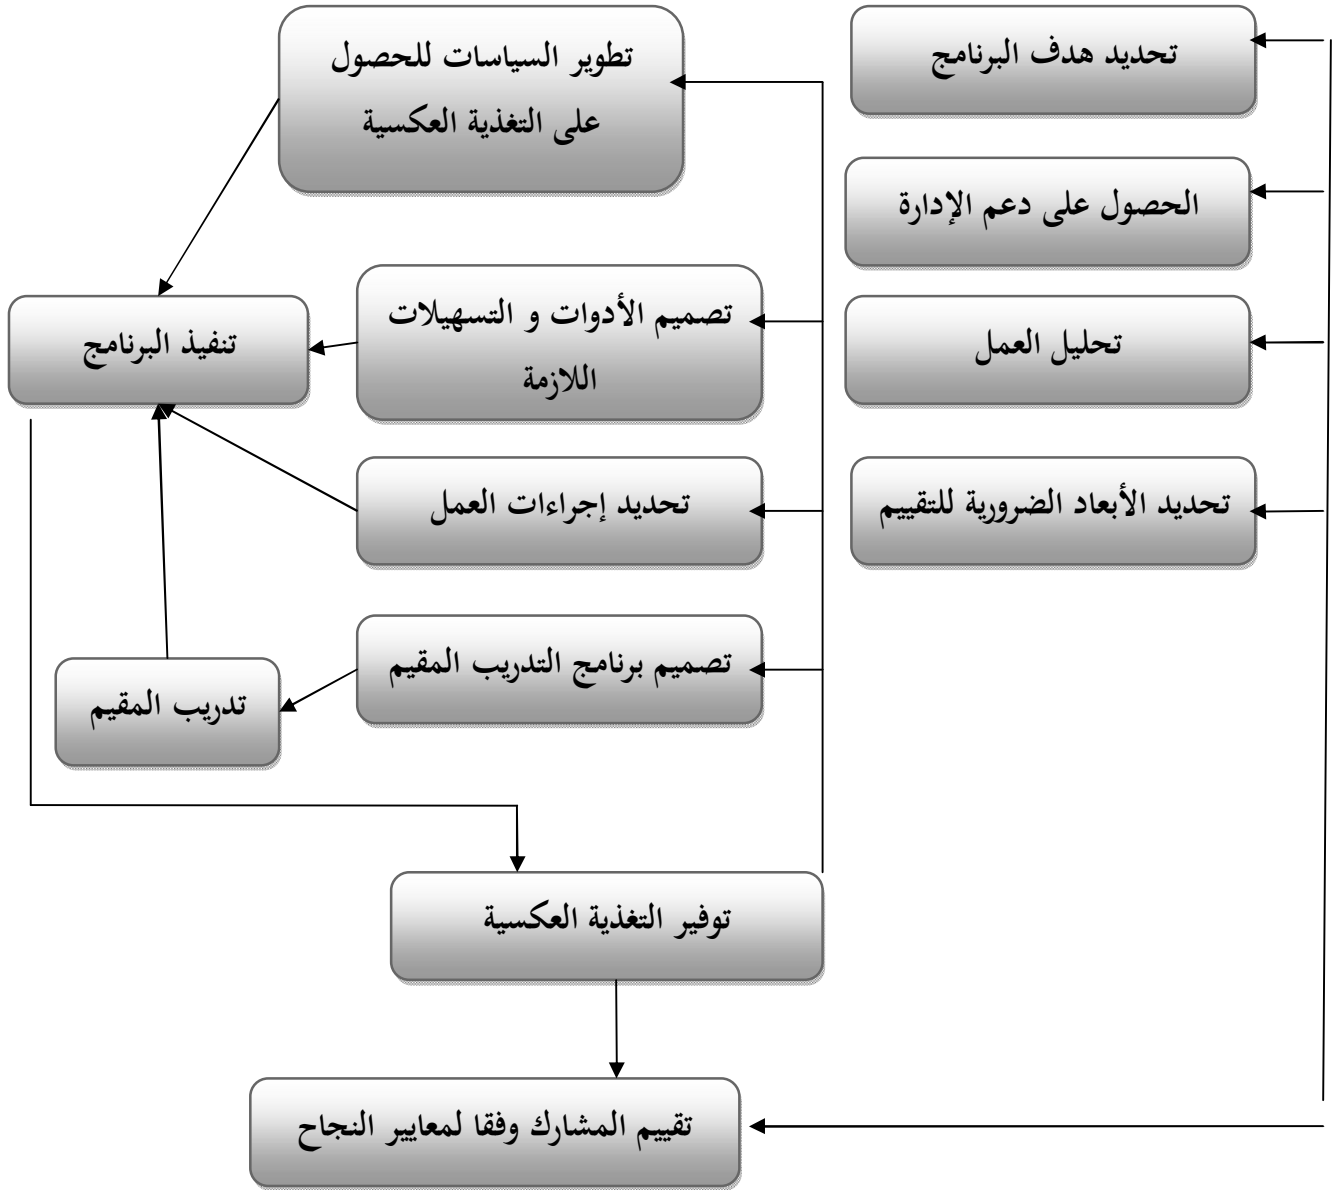 تحديد هدف البرنامج
الحصول على دعم الإدارة
تحليل العمل
تحديد الأبعاد الضرورية للتقييم
تطوير السياسات للحصول
على التغذية العكسية
تصميم الأدوات و التسهيلات
اللازمة
تحديد إجراءات العمل
تصميم برنامج التدريب المقيم
تنفيذ البرنامج
تدريب المقيم
توفير التغذية العكسية
تقييم المشارك وفقا لمعايير النجاح